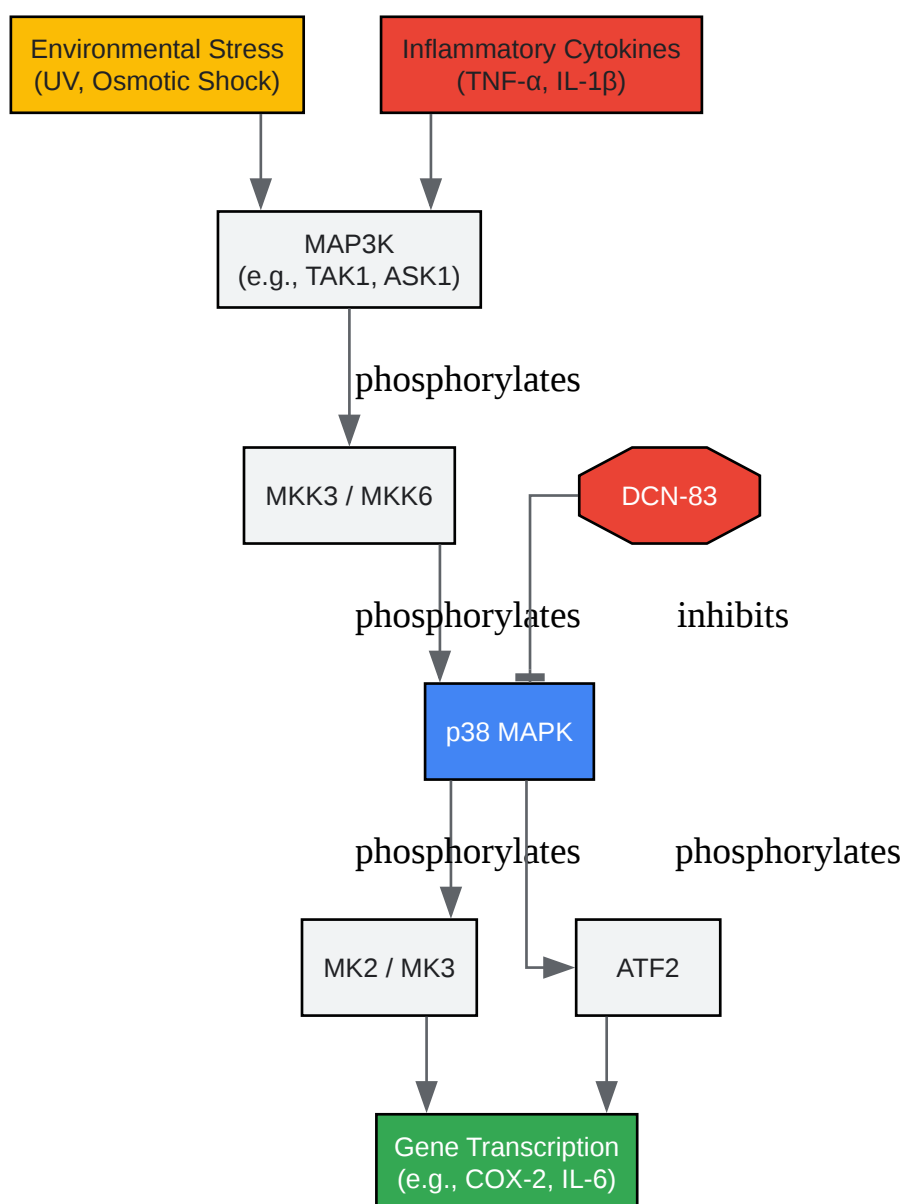 Environmental Stress
(UV, Osmotic Shock)
Inflammatory Cytokines
(TNF-α, IL-1β)
MAP3K
(e.g., TAK1, ASK1)
phosphorylates
MKK3 / MKK6
DCN-83
phosphorylates
inhibits
p38 MAPK
phosphorylates
phosphorylates
MK2 / MK3
ATF2
Gene Transcription
(e.g., COX-2, IL-6)